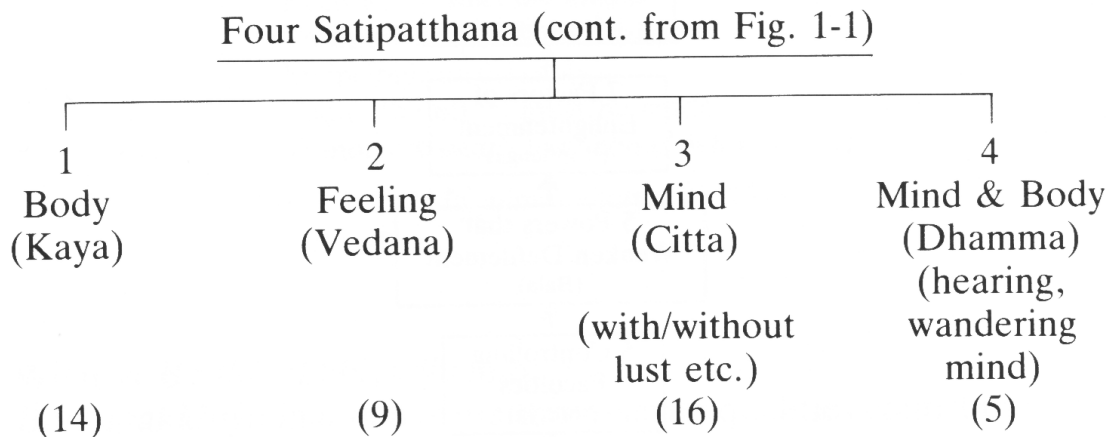 Four Satipatthana (cont. from Fig. 1-1)
1
Body
(Kaya)
(14)
2
Feeling
(Vedana)
(9)
3
Mind
(Citta)
(with/without
lust etc.)
(16)
4
Mind & Body
(Dhamma)
(hearing,
wandering
mind)
(5)